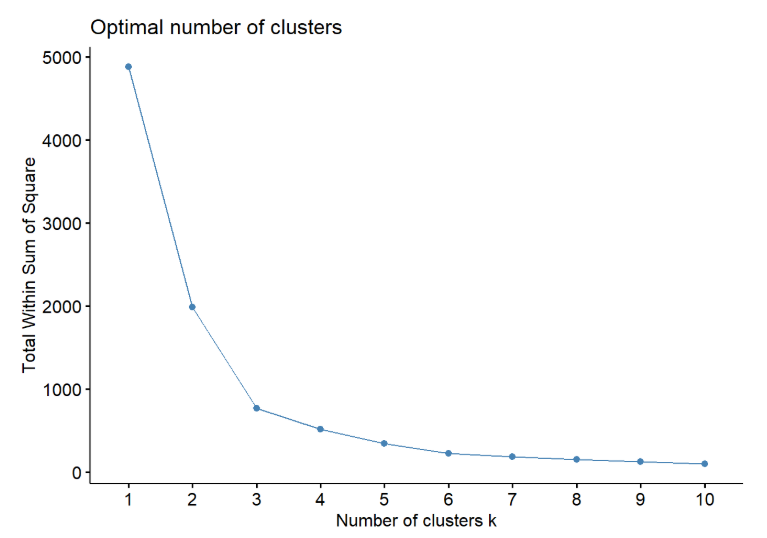 Optimal number of clusters
Total Within Sum of Square
5000
4000
3000
2000
1000
0
1 2 3 4 5 6 7 8 9 10
Number of clusters k